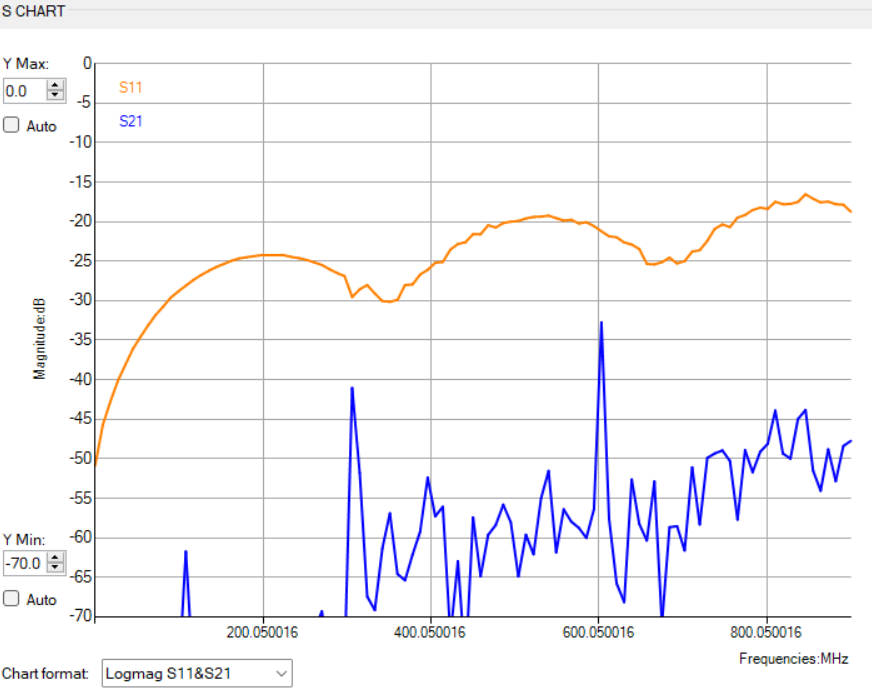 S CHART
Y Max:
0.0
Auto
0
-5
-10
-15
-20
-25
-30
-35
-40
-45
-50
-55
-60
-65
-70
S11
S21
Magnitude:dB
Y Min:
-70.0
Auto
200.050016 400.050016 600.050016 800.050016
Frequencies:MHz
Chart format: Logmag S11&S21